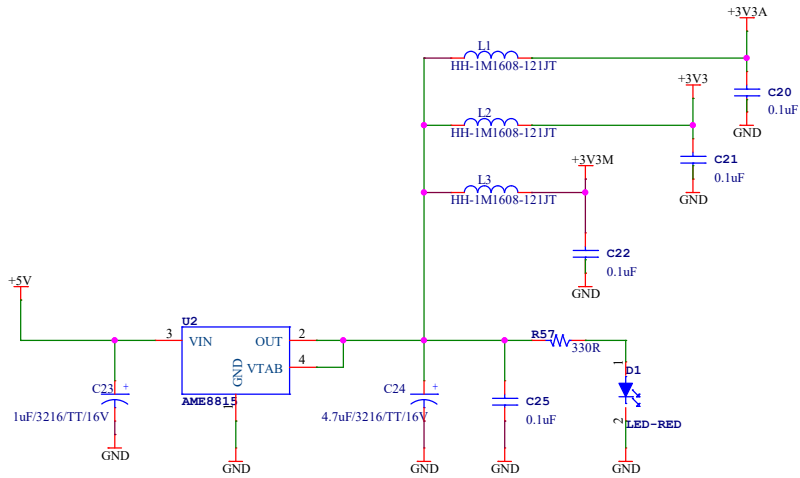 +3V3A
L1
HH-1M1608-121JT
C20
0.1uF
GND
+3V3
L2
HH-1M1608-121JT
C21
0.1uF
GND
+3V3M
L3
HH-1M1608-121JT
C22
0.1uF
GND
+5V
U2
3
VIN
OUT
2
VTAB
4
GND
1
AME8815
C23
+
1uF/3216/TT/16V
GND
GND
C24
+
4.7uF/3216/TT/16V
GND
C25
0.1uF
GND
R57
330R
1
D1
2
LED-RED
GND